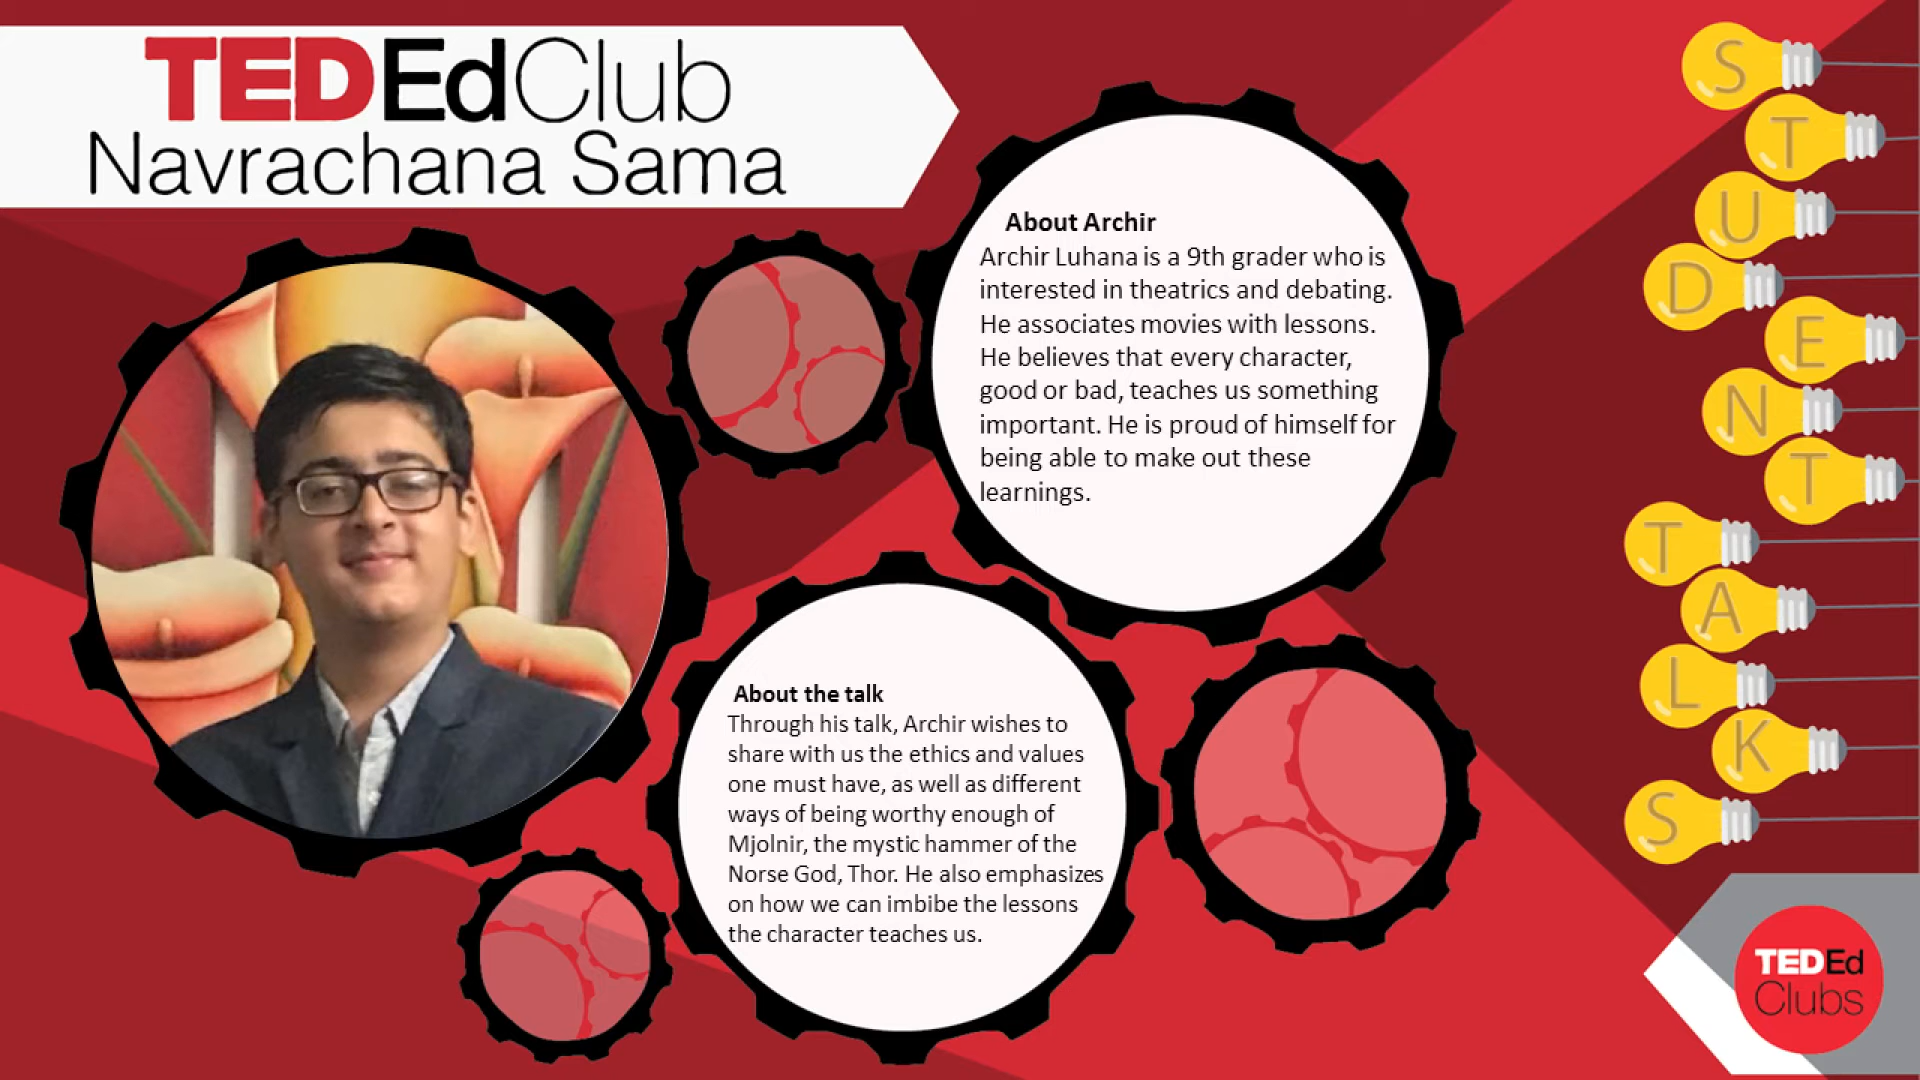 TEDEdClub
Navrachana Sama
About Archir
Archir Luhana is a 9th grader who is
interested in theatrics and debating.
He associates movies with lessons.
He believes that every character,
good or bad, teaches us something
important. He is proud of himself for
being able to make out these
learnings.
About the talk
Through his talk, Archir wishes to
share with us the ethics and values
one must have, as well as different
ways of being worthy enough of
Mjolnir, the mystic hammer of the
Norse God, Thor. He also emphasizes
on how we can imbibe the lessons
the character teaches us.
STUDENT
TALKS
TEDEd
Clubs